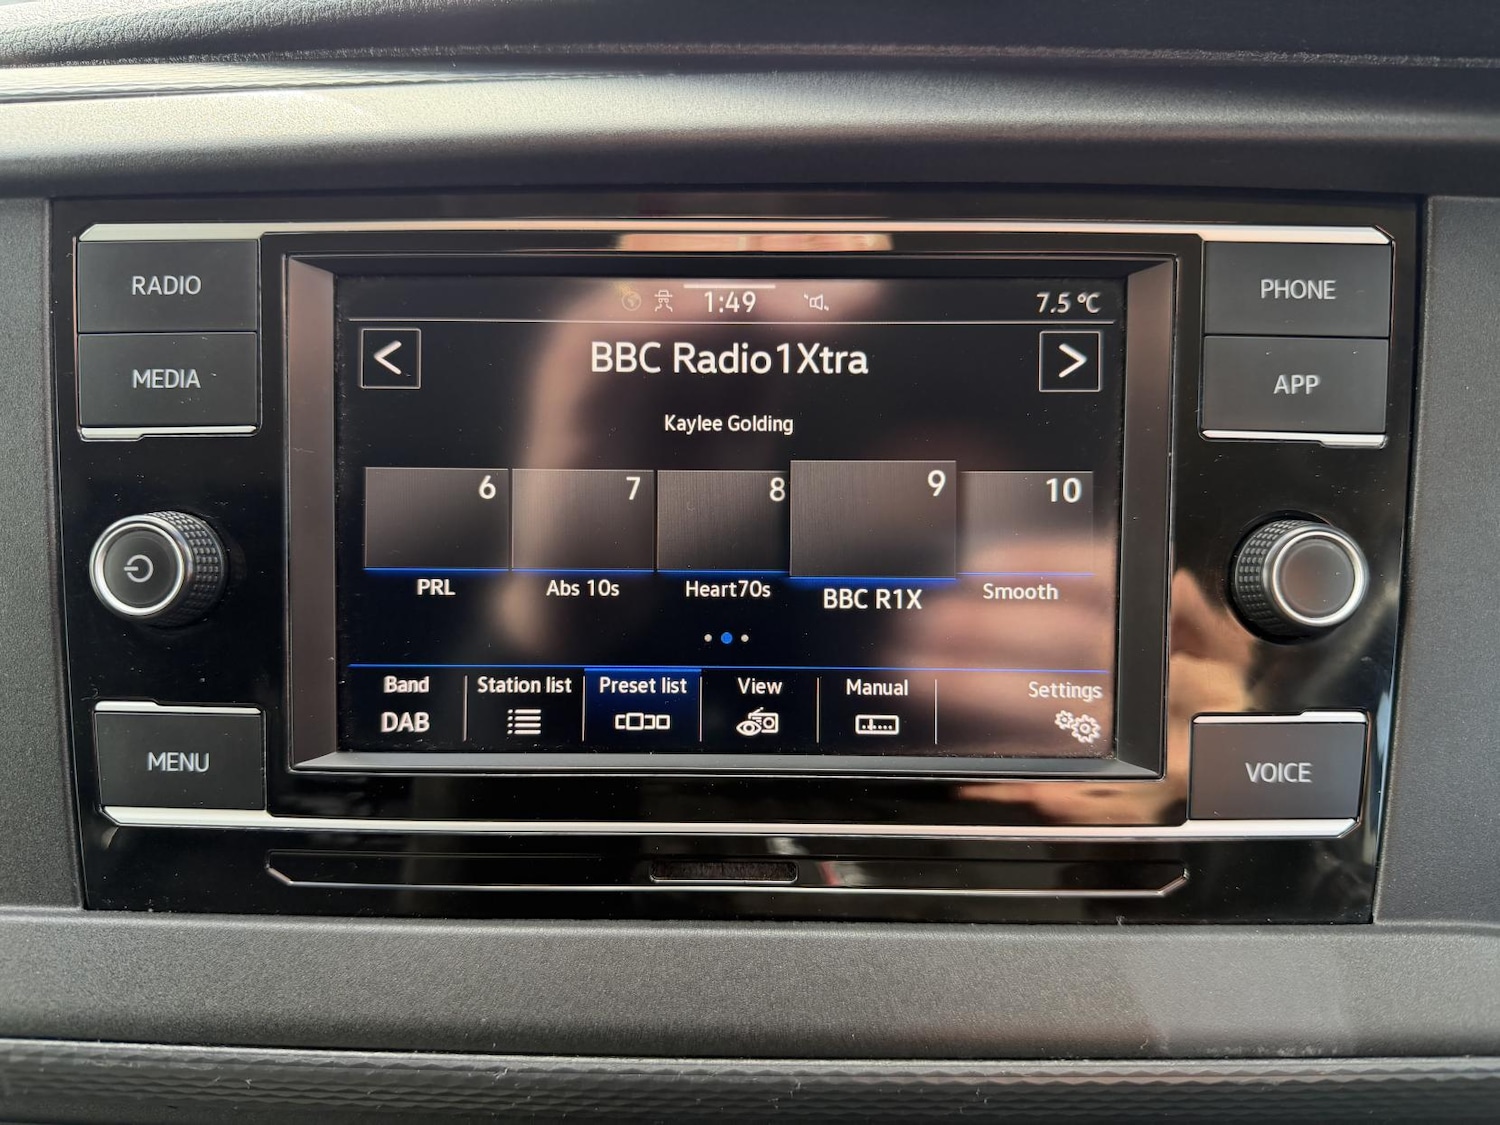 RADIO
MEDIA
MENU
PHONE
APP
VOICE
1:49
7.5 °C
<
BBC Radio1Xtra
>
Kaylee Golding
6 7 8 9 10
PRL Abs 10s Heart70s BBC R1X Smooth
Band Station list Preset list View Manual Settings
DAB